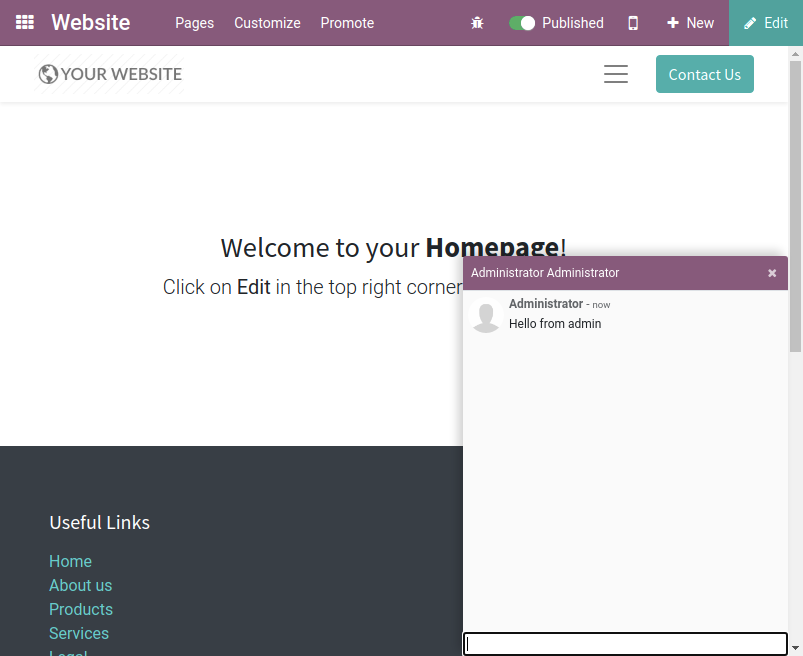 Website Pages Customize Promote Published New Edit
YOUR WEBSITE Contact Us
Welcome to your Homepage!
Click on Edit in the top right corner
Administrator Administrator
Administrator - now
Hello from admin
Useful Links
Home
About us
Products
Services
Legal